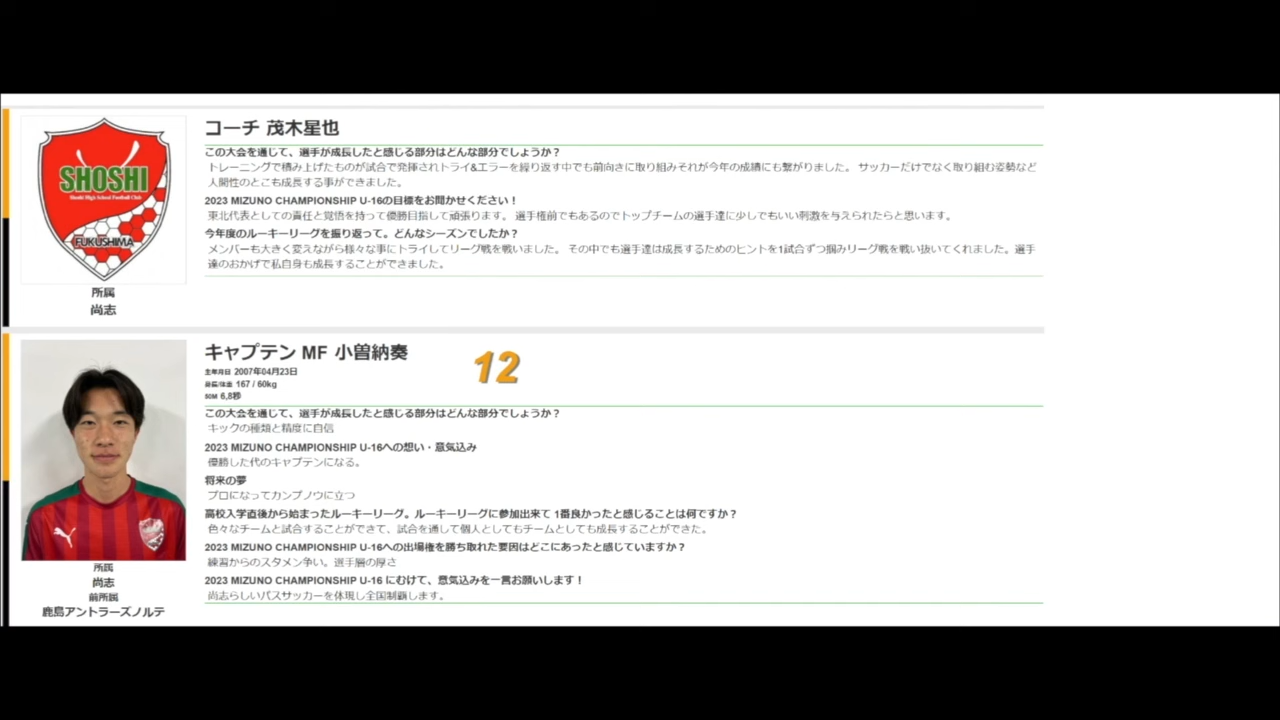 コーチ 茂木星也
この大会を通じて、選手が成長したと感じる部分はどんな部分でしょうか？
トレーニングで積み上げたものが試合で発揮されトライ&エラーを繰り返す中でも前向きに取り組みそれが今年の成績にも繋がりました。 サッカーだけでなく取り組む姿勢など
人間性のとこも成長する事ができました。
2023 MIZUNO CHAMPIONSHIP U-16の目標をお聞かせください！
東北代表としての責任と覚悟を持って優勝目指して頑張ります。 選手権前でもあるのでトップチームの選手達に少しでもいい刺激を与えられたらと思います。
今年度のルーキーリーグを振り返って。どんなシーズンでしたか？
メンバーも大きく変えながら様々な事にトライしてリーグ戦を戦いました。 その中でも選手達は成長するためのヒントを1試合ずつ掴みリーグ戦を戦い抜いてくれました。選手
達のおかげで私自身も成長することができました。
SHOSHI
Shoshi High School Football Club
FUKUSHIMA
所属
尚志
キャプテン MF 小曽納奏
12
生年月日 2007年04月23日
身長/体重 167 / 60kg
50M 6,8秒
この大会を通じて、選手が成長したと感じる部分はどんな部分でしょうか？
キックの種類と精度に自信
2023 MIZUNO CHAMPIONSHIP U-16への想い・意気込み
優勝した代のキャプテンになる。
将来の夢
プロになってカンプノウに立つ
高校入学直後から始まったルーキーリーグ。ルーキーリーグに参加出来て 1番良かったと感じることは何ですか？
色々なチームと試合することができて、試合を通して個人としてもチームとしても成長することができた。
2023 MIZUNO CHAMPIONSHIP U-16への出場権を勝ち取れた要因はどこにあったと感じていますか？
練習からのスタメン争い。選手層の厚さ
2023 MIZUNO CHAMPIONSHIP U-16 にむけて、意気込みを一言お願いします！
尚志らしいパスサッカーを体現し全国制覇します。
所属
尚志
前所属
鹿島アントラーズノルテ